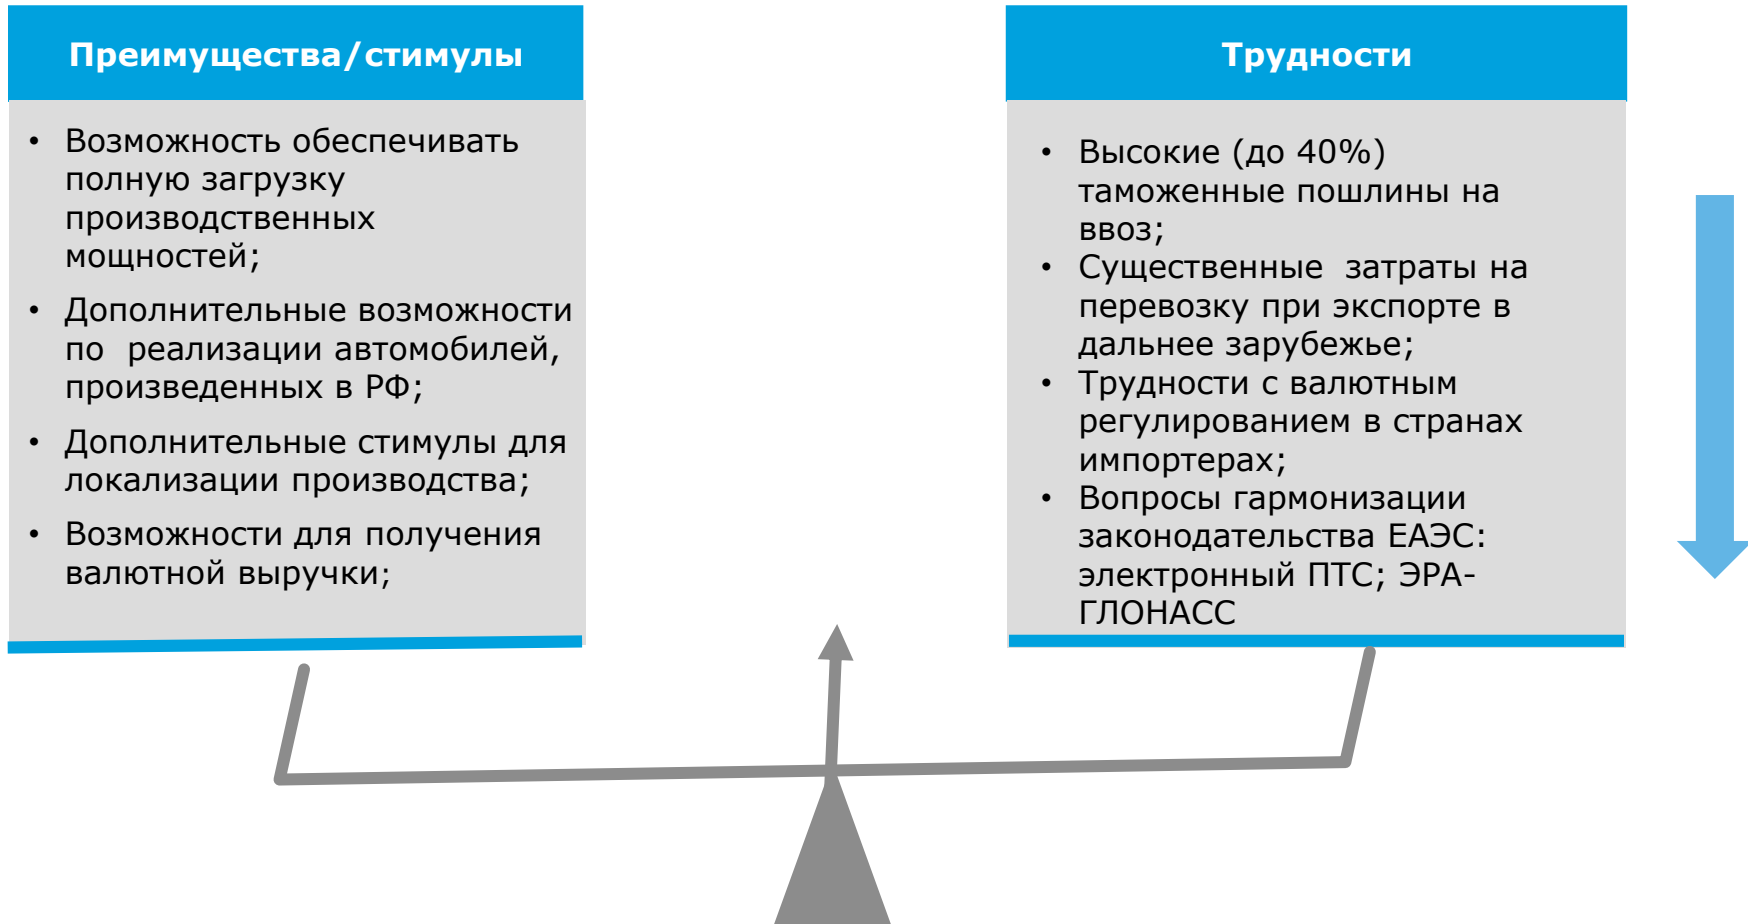 Преимущества/стимулы
• Возможность обеспечивать
полную загрузку
производственных
мощностей;
• Дополнительные возможности
по реализации автомобилей,
произведенных в РФ;
• Дополнительные стимулы для
локализации производства;
• Возможности для получения
валютной выручки;
Трудности
• Высокие (до 40%)
таможенные пошлины на
ввоз;
• Существенные затраты на
перевозку при экспорте в
дальнее зарубежье;
• Трудности с валютным
регулированием в странах
импортерах;
• Вопросы гармонизации
законодательства ЕАЭС:
электронный ПТС; ЭРА-
ГЛОНАСС